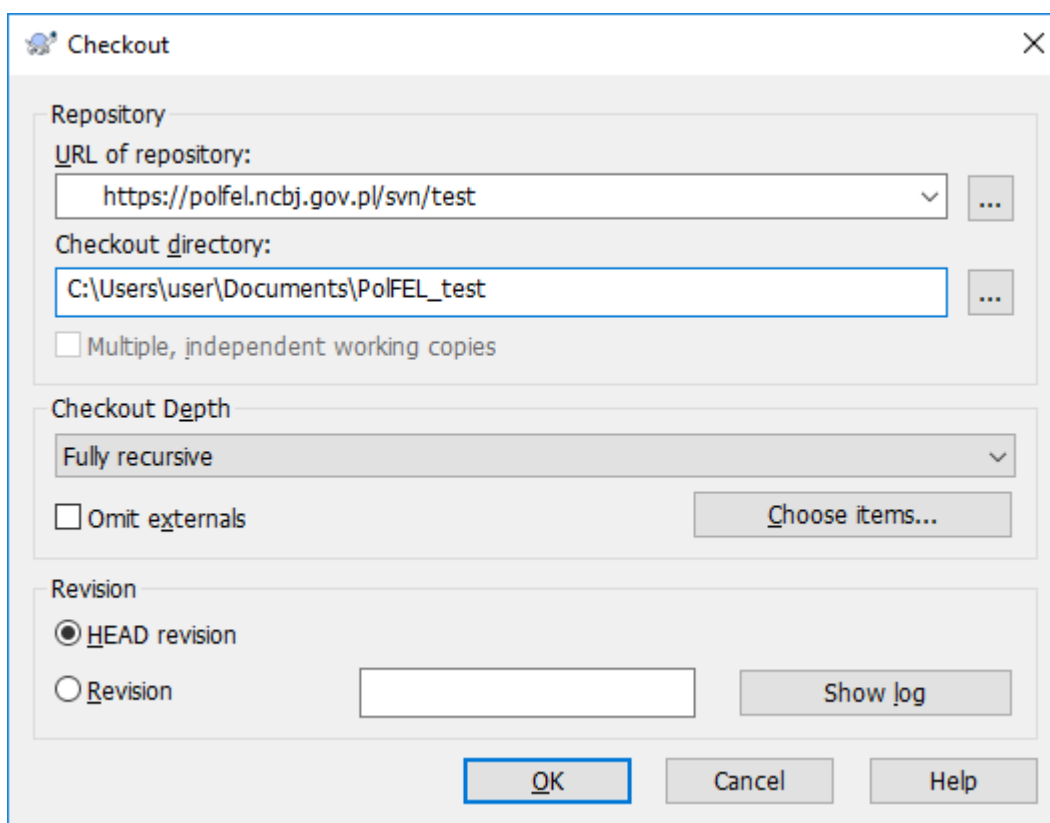 Checkout
Repository
URL of repository:
https://polfel.ncbj.gov.pl/svn/test
...
Checkout directory:
C:\Users\user\Documents\PolFEL_test
...
Multiple, independent working copies
Checkout Depth
Fully recursive
Omit externals
Choose items...
Revision
HEAD revision
Revision
Show log
OK
Cancel
Help